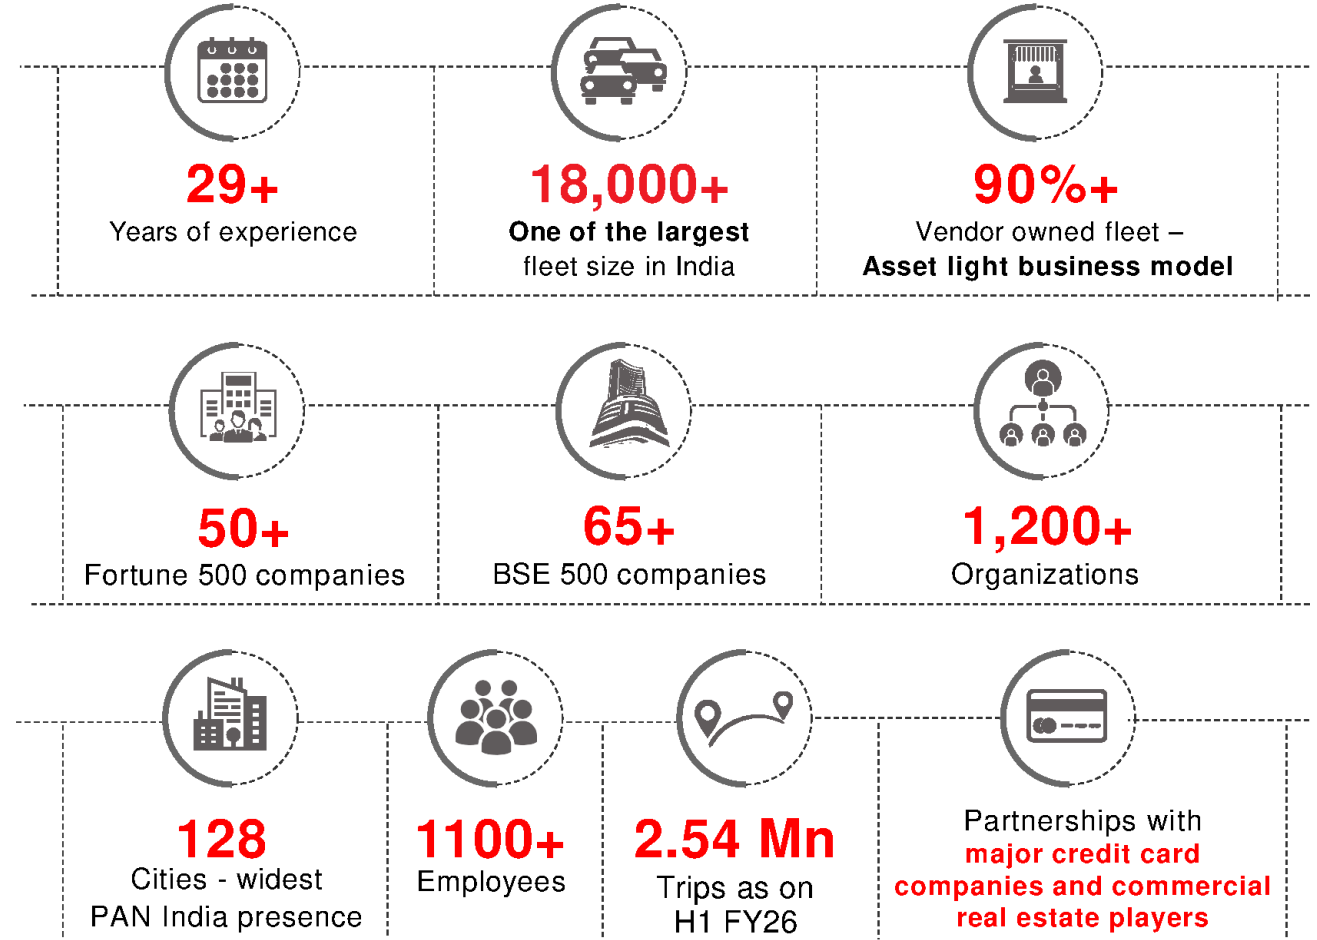 29+
Years of experience
18,000+
One of the largest
fleet size in India
90%+
Vendor owned fleet –
Asset light business model
50+
Fortune 500 companies
65+
BSE 500 companies
1,200+
Organizations
128
Cities - widest
PAN India presence
1100+
Employees
2.54 Mn
Trips as on
H1 FY26
Partnerships with
major credit card
companies and commercial
real estate players